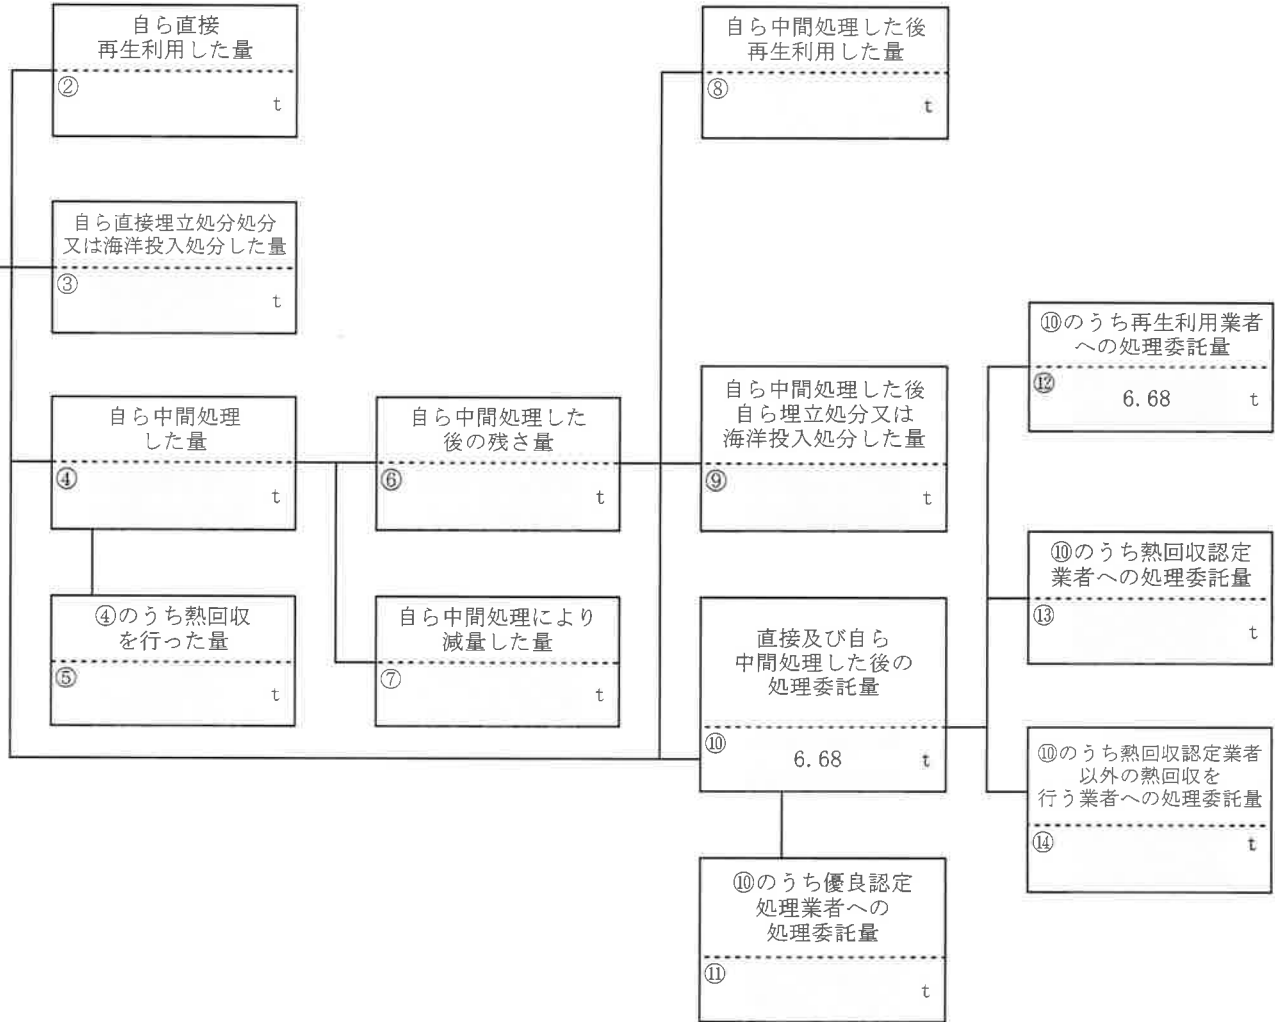 自ら直接
再生利用した量
②
t
自ら直接埋立処分処分
又は海洋投入処分した量
③
t
自ら中間処理
した量
④
t
④のうち熱回収
を行った量
⑤
t
自ら中間処理した
後の残さ量
⑥
t
自ら中間処理により
減量した量
⑦
t
自ら中間処理した後
再生利用した量
⑧
t
自ら中間処理した後
自ら埋立処分又は
海洋投入処分した量
⑨
t
直接及び自ら
中間処理した後の
処理委託量
⑩
6.68 t
⑩のうち優良認定
処理業者への
処理委託量
⑪
t
⑩のうち再生利用業者
への処理委託量
⑫
6.68 t
⑩のうち熱回収認定
業者への処理委託量
⑬
t
⑩のうち熱回収認定業者
以外の熱回収を
行う業者への処理委託量
⑭
t